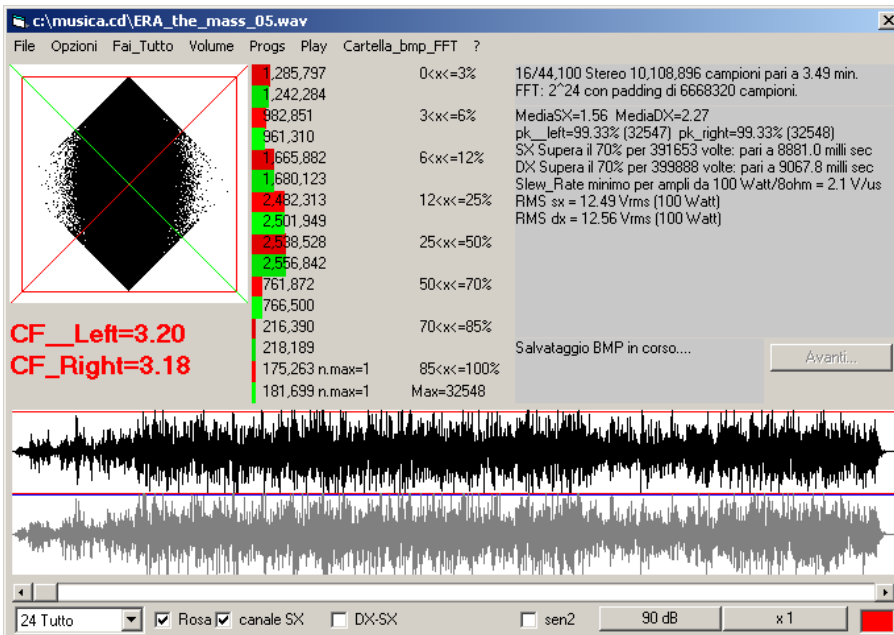 c:\musica.cd\ERA_the_mass_05.wav
File Opzioni Fai_Tutto Volume Progs Play Cartella_bmp_FFT ?
1,285,797 0<x<=3%
1,242,284
982,851 3<x<=6%
961,310
1,665,882 6<x<=12%
1,680,123
2,482,313 12<x<=25%
2,501,949
2,538,528 25<x<=50%
2,556,842
761,872 50<x<=70%
766,500
216,390 70<x<=85%
218,189
175,263 n.max=1 85<x<=100%
181,699 n.max=1 Max=32548
16/44,100 Stereo 10,108,896 campioni pari a 3.49 min.
FFT: 2^24 con padding di 6668320 campioni.
MediaSX=1.56 MediaDX=2.27
pk__left=99.33% (32547) pk_right=99.33% (32548)
SX Supera il 70% per 391653 volte: pari a 8881.0 milli sec
DX Supera il 70% per 399888 volte: pari a 9067.8 milli sec
Slew_Rate minimo per ampli da 100 Watt/8ohm = 2.1 V/us
RMS sx = 12.49 Vrms (100 Watt)
RMS dx = 12.56 Vrms (100 Watt)
CF__Left=3.20
CF_Right=3.18
Salvataggio BMP in corso....
Avanti...
24 Tutto Rosa canale SX DX-SX sen2 90 dB x 1